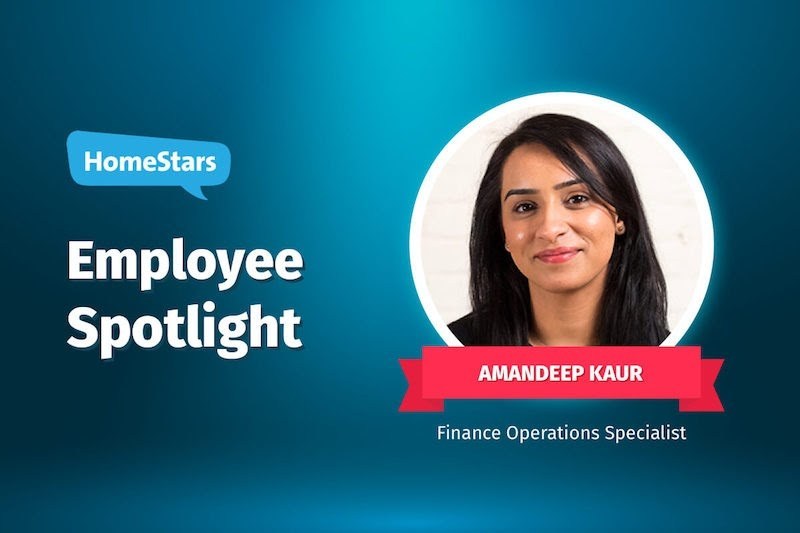 HomeStars
Employee
Spotlight
AMANDEEP KAUR
Finance Operations Specialist